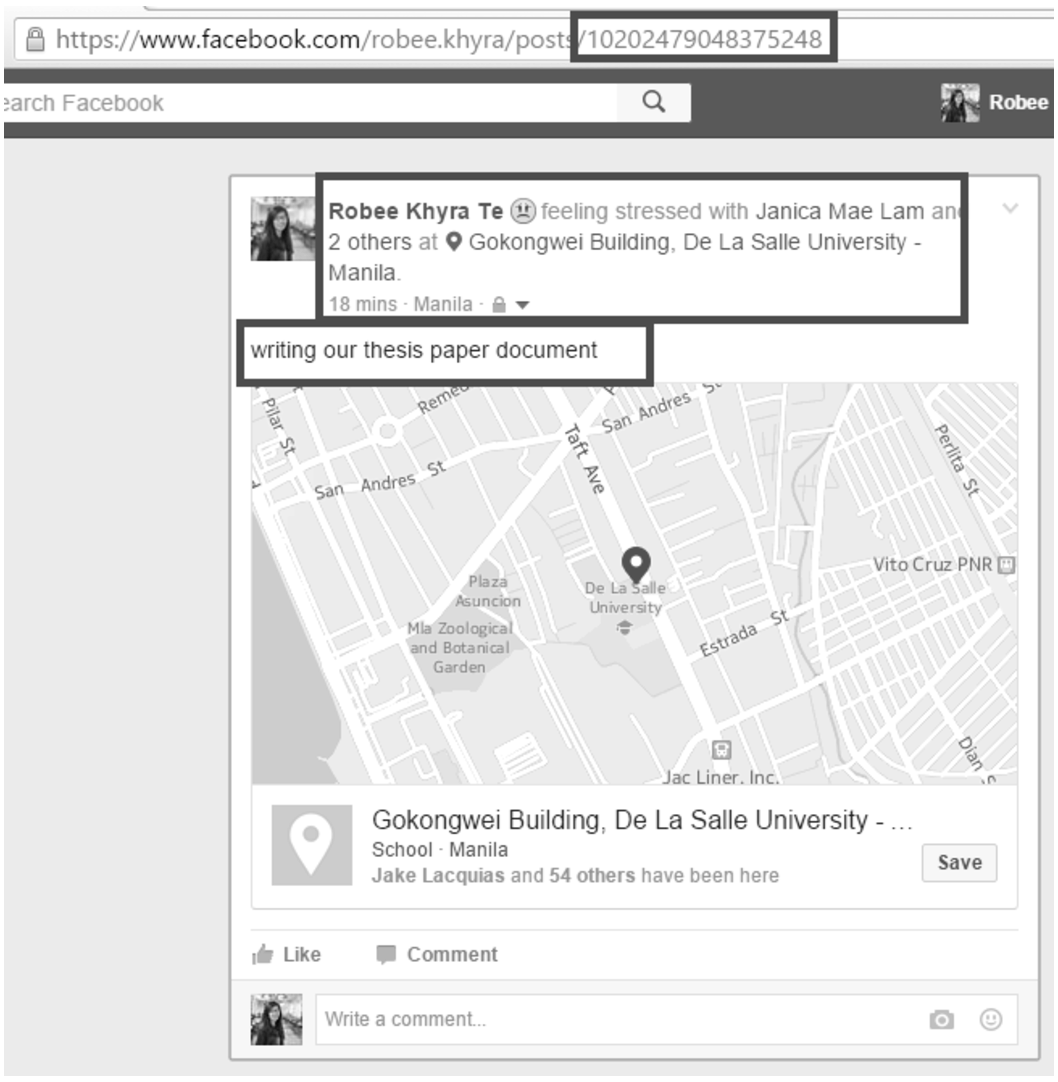 https://www.facebook.com/robee.khyra/posts/10202479048375248
earch Facebook
Robee
Robee Khyra Te feeling stressed with Janica Mae Lam an
2 others at Gokongwei Building, De La Salle University -
Manila.
18 mins · Manila ·
writing our thesis paper document
Pilar St
Remed
San Andres St
Taft Ave
San Andres St
Perlita St
Vito Cruz PNR
Plaza
Asuncion
De La Salle
University
Mla Zoological
and Botanical
Garden
Estrada St
Dian S
Jac Liner. Inc.
Gokongwei Building, De La Salle University - ...
School · Manila
Save
Jake Lacquias and 54 others have been here
Like Comment
Write a comment...